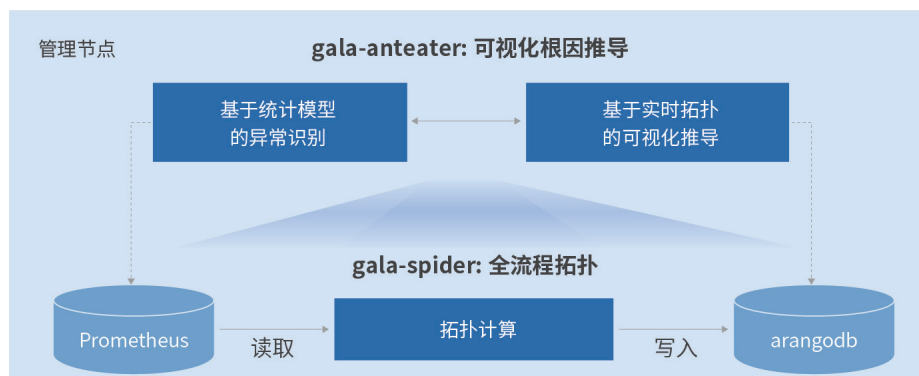 管理节点
gala-anteater: 可视化根因推导
基于统计模型
的异常识别
基于实时拓扑
的可视化推导
gala-spider: 全流程拓扑
Prometheus
读取
拓扑计算
写入
arangodb